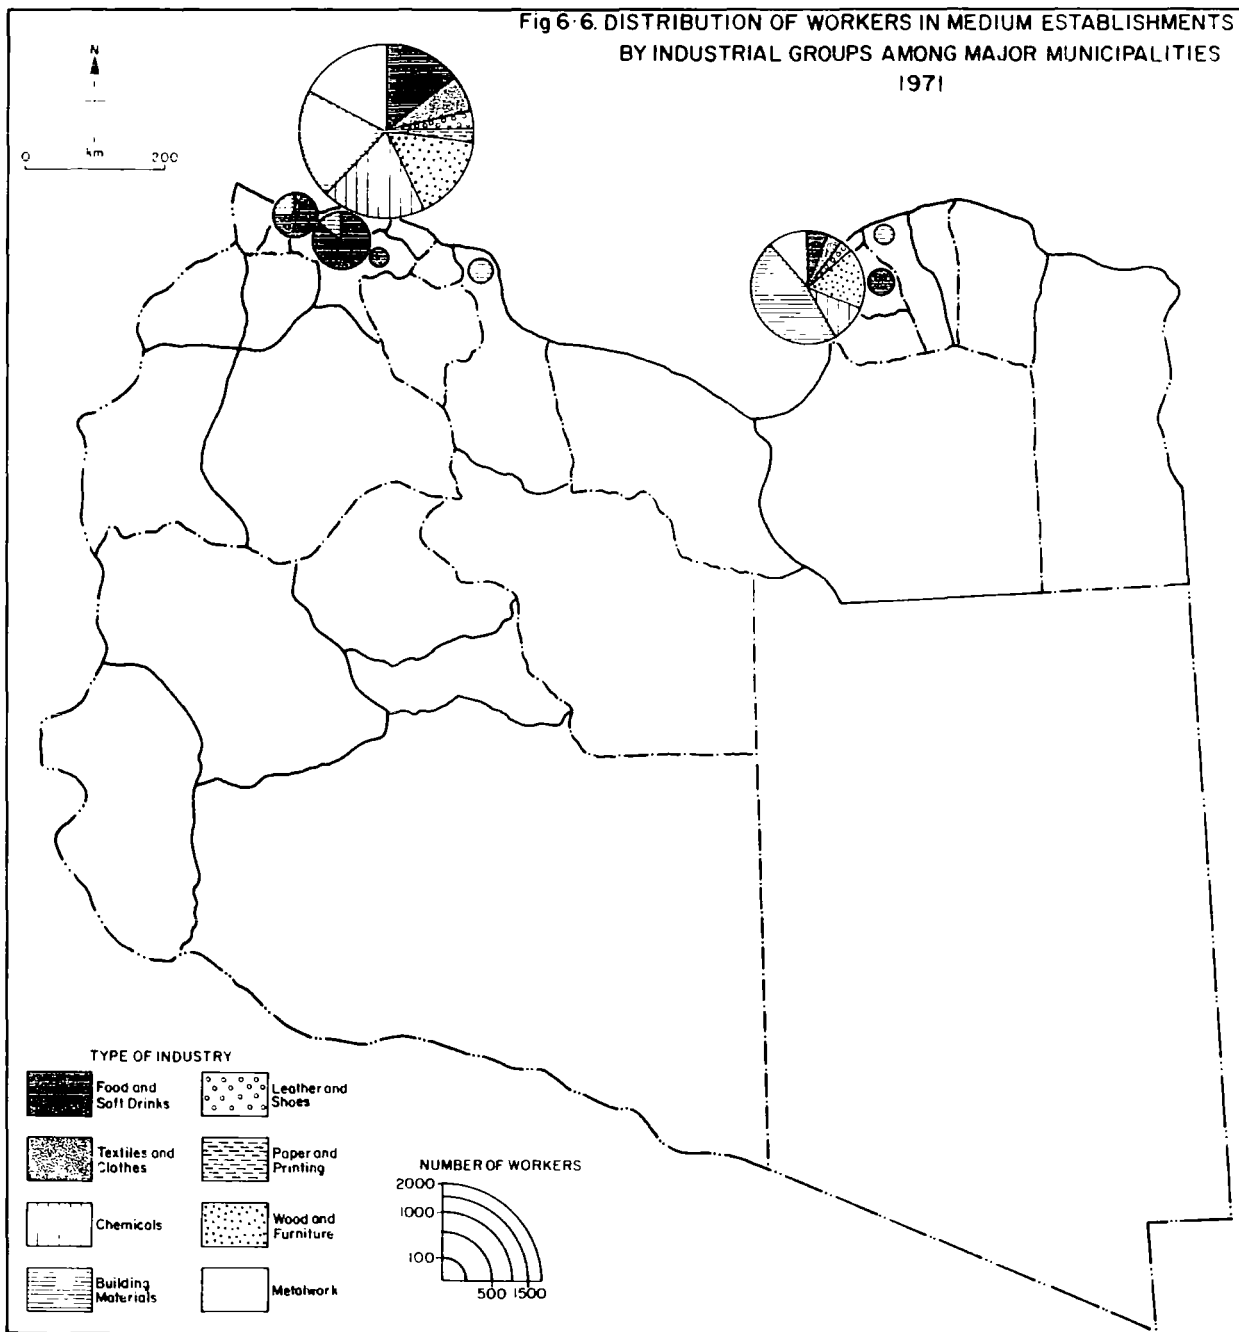 Fig 6·6. DISTRIBUTION OF WORKERS IN MEDIUM ESTABLISHMENTS
BY INDUSTRIAL GROUPS AMONG MAJOR MUNICIPALITIES
1971
N
0 km 200
TYPE OF INDUSTRY
Food and
Soft Drinks
Leather and
Shoes
Textiles and
Clothes
Paper and
Printing
Chemicals
Wood and
Furniture
Building
Materials
Metalwork
NUMBER OF WORKERS
2000
1000
100
500 1500